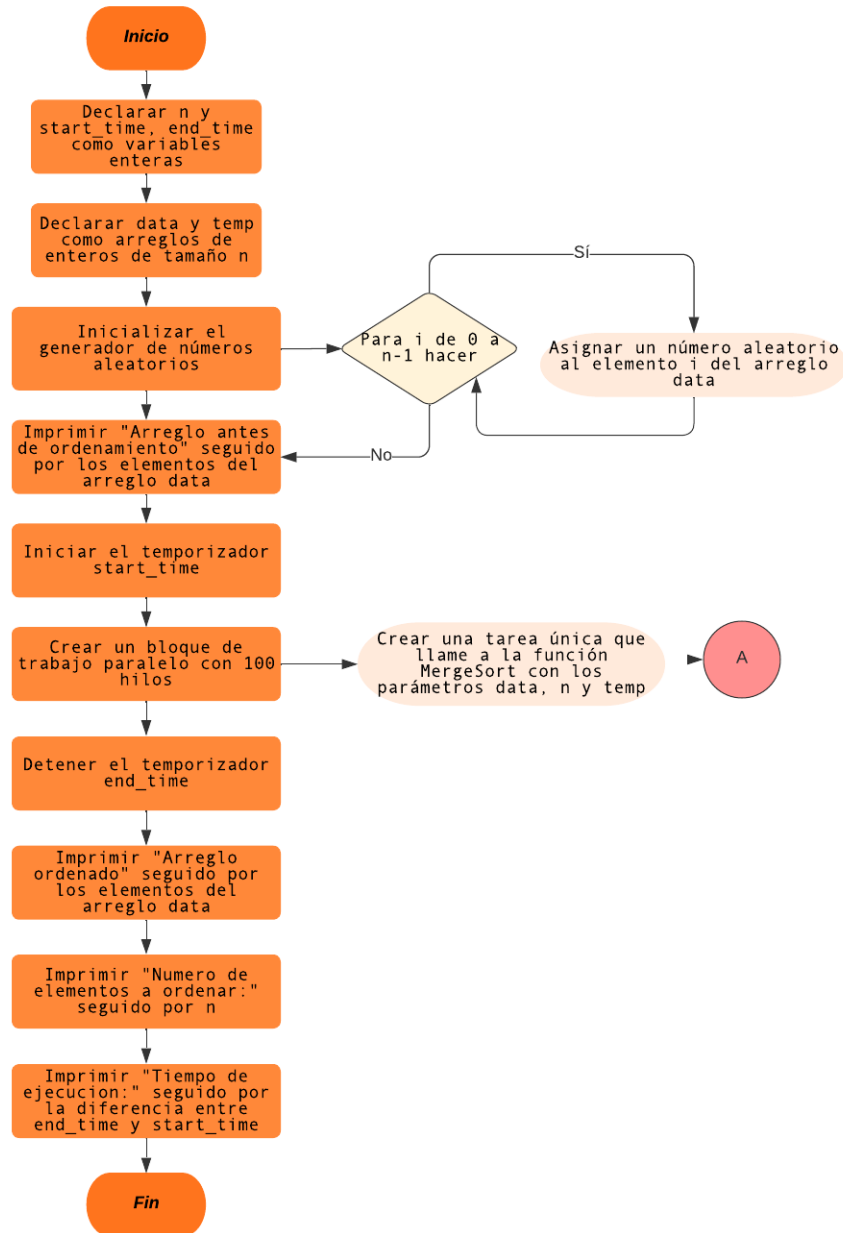 Inicio
Declarar n y
start_time, end_time
como variables
enteras
Declarar data y temp
como arreglos de
enteros de tamaño n
Inicializar el
generador de números
aleatorios
Para i de 0 a
n-1 hacer
Sí
Asignar un número aleatorio
al elemento i del arreglo
data
No
Imprimir "Arreglo antes
de ordenamiento" seguido
por los elementos del
arreglo data
Iniciar el temporizador
start_time
Crear un bloque de
trabajo paralelo con 100
hilos
Crear una tarea única que
llame a la función
MergeSort con los
parámetros data, n y temp
A
Detener el temporizador
end_time
Imprimir "Arreglo
ordenado" seguido por
los elementos del
arreglo data
Imprimir "Numero de
elementos a ordenar:"
seguido por n
Imprimir "Tiempo de
ejecucion:" seguido por
la diferencia entre
end_time y start_time
Fin